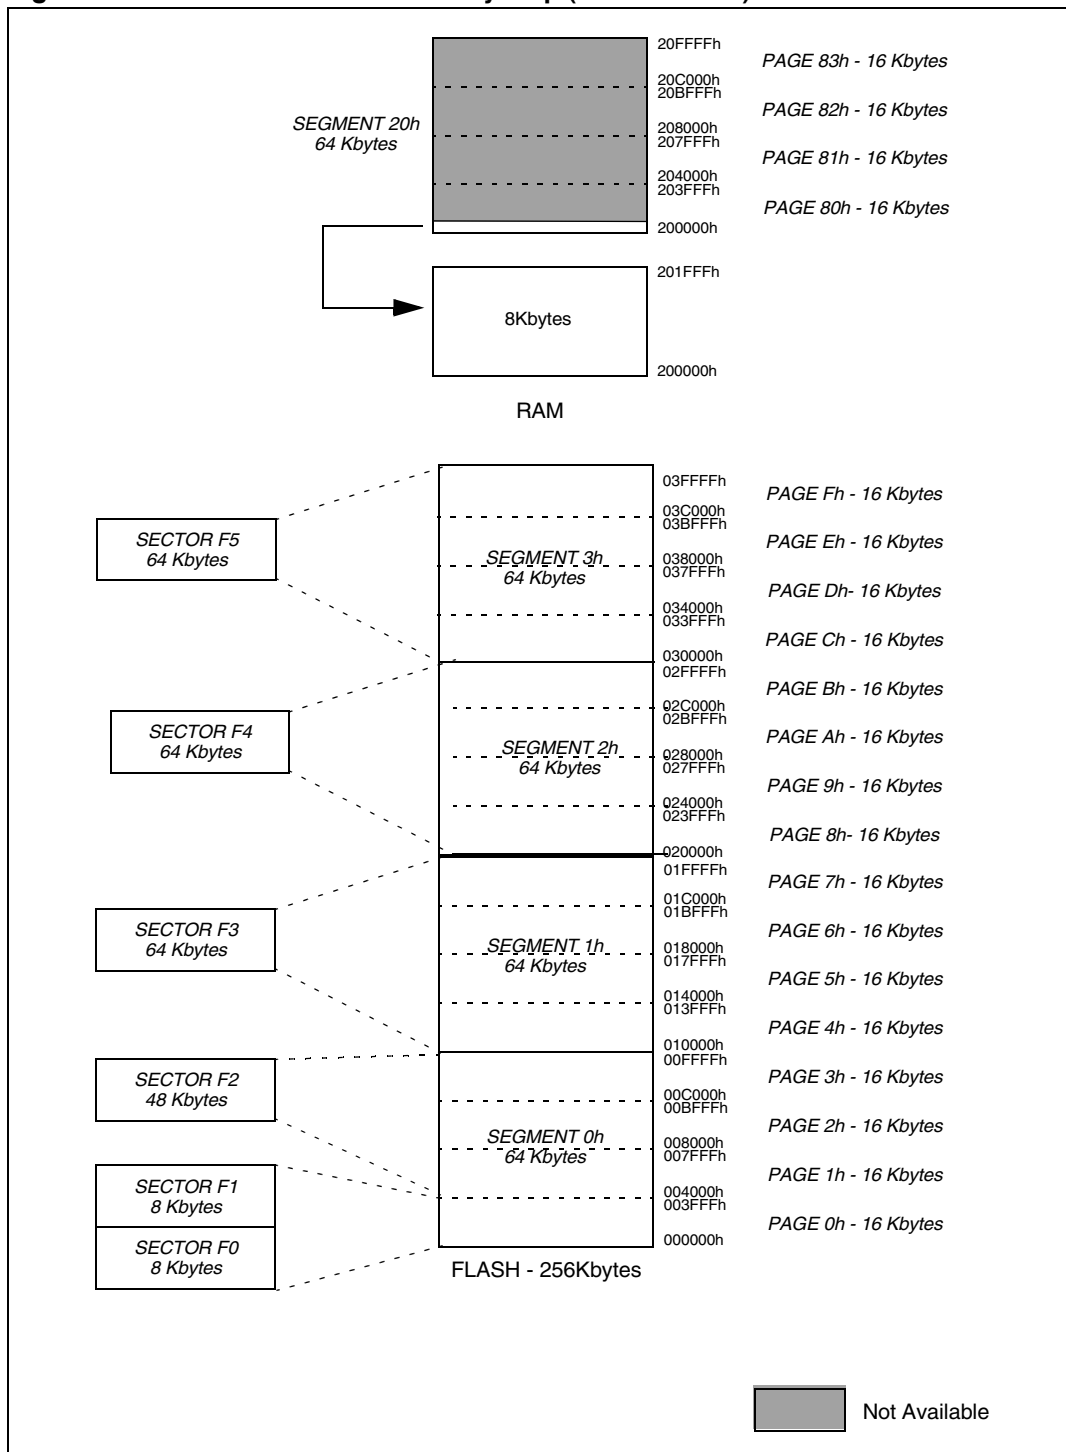 20FFFFh
PAGE 83h - 16 Kbytes
20C000h
20BFFFh
PAGE 82h - 16 Kbytes
SEGMENT 20h
64 Kbytes
208000h
207FFFh
PAGE 81h - 16 Kbytes
204000h
203FFFh
PAGE 80h - 16 Kbytes
200000h
201FFFh
8Kbytes
200000h
RAM
03FFFFh
PAGE Fh - 16 Kbytes
03C000h
03BFFFh
SECTOR F5
64 Kbytes
PAGE Eh - 16 Kbytes
SEGMENT 3h
64 Kbytes
038000h
037FFFh
PAGE Dh- 16 Kbytes
034000h
033FFFh
PAGE Ch - 16 Kbytes
030000h
02FFFFh
PAGE Bh - 16 Kbytes
02C000h
02BFFFh
SECTOR F4
64 Kbytes
PAGE Ah - 16 Kbytes
SEGMENT 2h
64 Kbytes
028000h
027FFFh
PAGE 9h - 16 Kbytes
024000h
023FFFh
PAGE 8h- 16 Kbytes
020000h
01FFFFh
PAGE 7h - 16 Kbytes
01C000h
01BFFFh
SECTOR F3
64 Kbytes
PAGE 6h - 16 Kbytes
SEGMENT 1h
64 Kbytes
018000h
017FFFh
PAGE 5h - 16 Kbytes
014000h
013FFFh
PAGE 4h - 16 Kbytes
010000h
00FFFFh
PAGE 3h - 16 Kbytes
SECTOR F2
48 Kbytes
00C000h
00BFFFh
PAGE 2h - 16 Kbytes
SEGMENT 0h
64 Kbytes
008000h
007FFFh
PAGE 1h - 16 Kbytes
SECTOR F1
8 Kbytes
004000h
003FFFh
PAGE 0h - 16 Kbytes
000000h
SECTOR F0
8 Kbytes
FLASH - 256Kbytes
Not Available